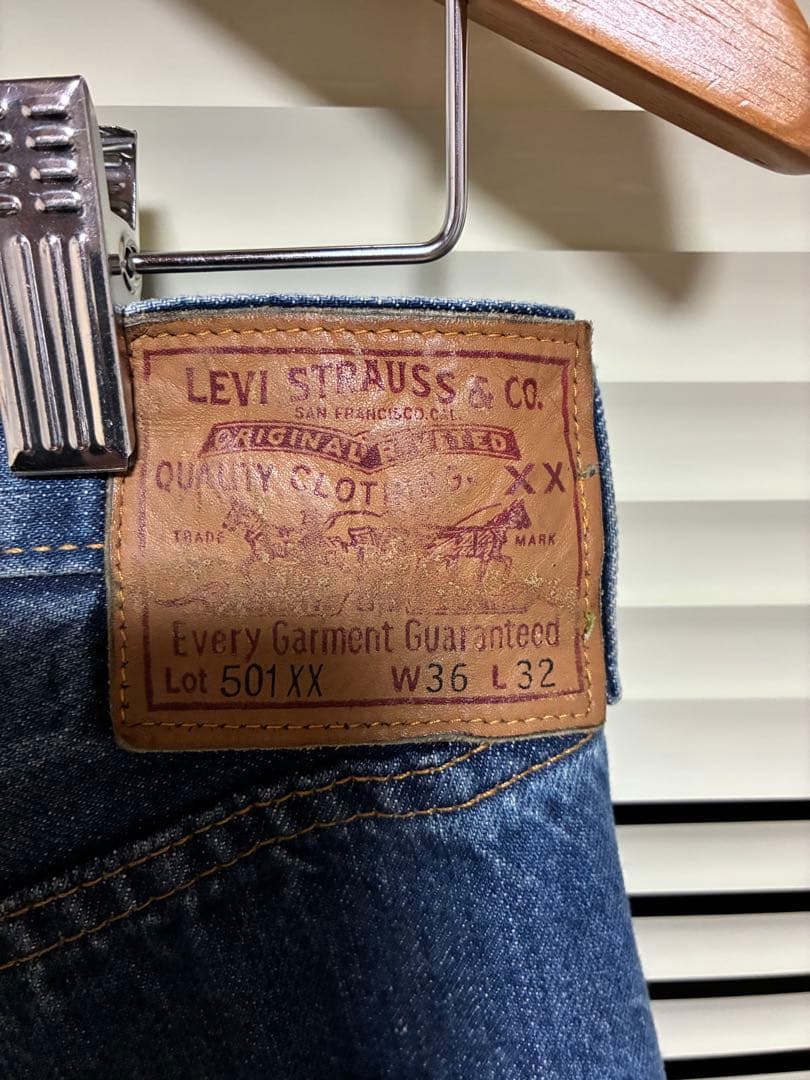 LEVI STRAUSS & CO.
SAN FRANCISCO, CAL.
ORIGINAL RIVETED
QUALITY CLOTHING XX
TRADE MARK
Every Garment Guaranteed
Lot 501XX W36 L32